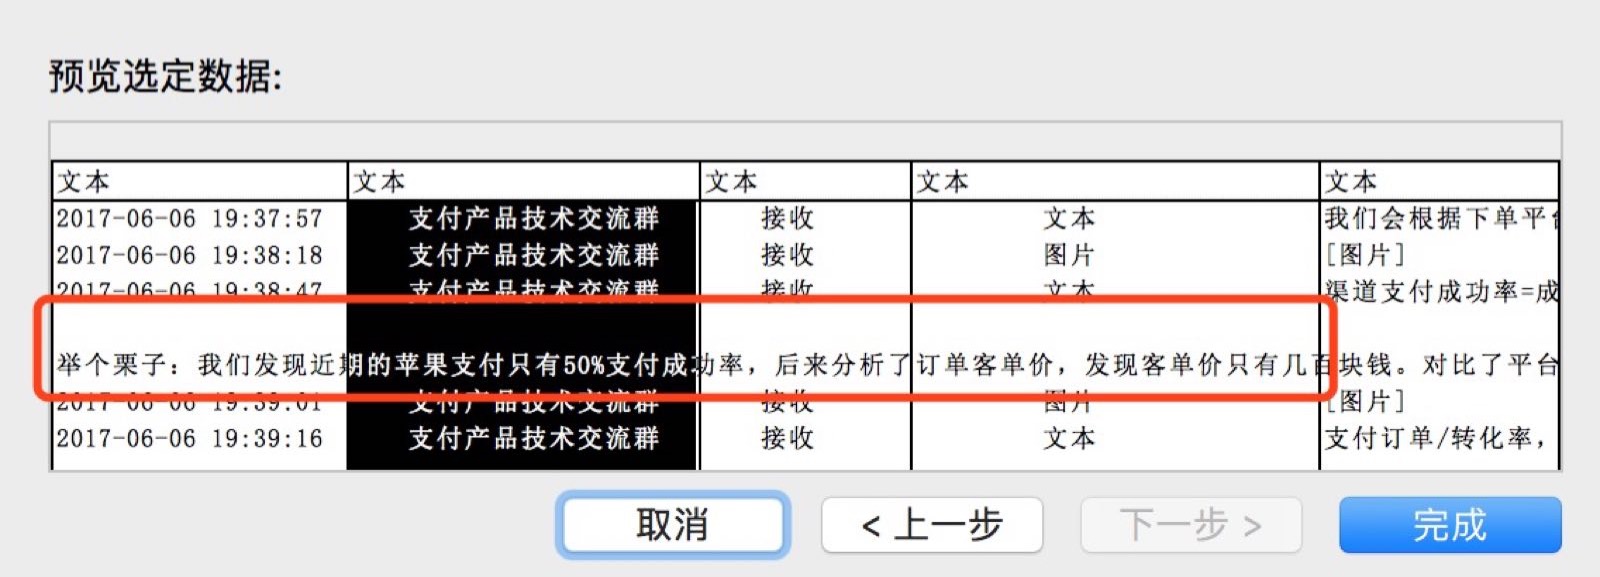 预览选定数据:
文本 文本 文本 文本 文本
2017-06-06 19:37:57 支付产品技术交流群 接收 文本 我们会根据下单平台
2017-06-06 19:38:18 支付产品技术交流群 接收 图片 [图片]
2017-06-06 19:38:47 支付产品技术交流群 接收 文本 渠道支付成功率=成
举个栗子：我们发现近期的苹果支付只有50%支付成功率，后来分析了订单客单价，发现客单价只有几百块钱。对比了平台
2017-06-06 19:39:01 支付产品技术交流群 接收 图片 [图片]
2017-06-06 19:39:16 支付产品技术交流群 接收 文本 支付订单/转化率，
取消 < 上一步 下一步 > 完成